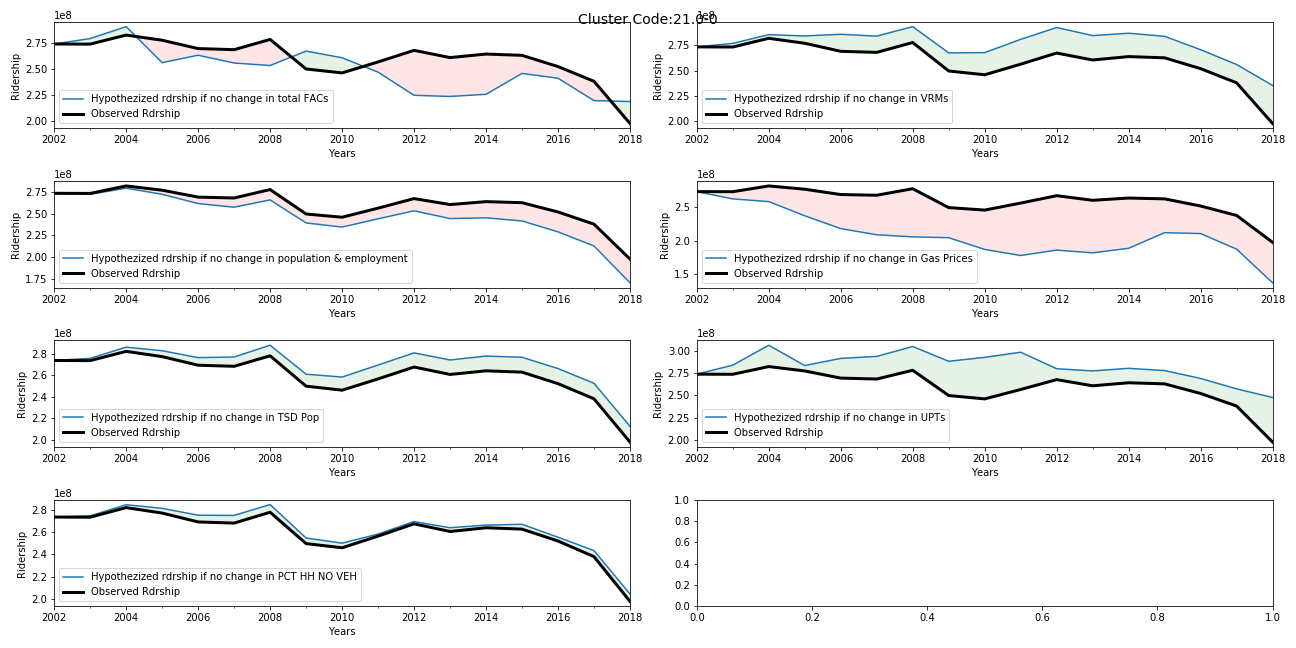 Cluster Code:21.0-0
1e8
2.75
2.50
2.25
2.00
Ridership
Hypothezized rdrship if no change in total FACs
Observed Rdrship
2002 2004 2006 2008 2010 2012 2014 2016 2018
Years
1e8
2.75
2.50
2.25
2.00
Ridership
Hypothezized rdrship if no change in VRMs
Observed Rdrship
2002 2004 2006 2008 2010 2012 2014 2016 2018
Years
1e8
2.75
2.50
2.25
2.00
1.75
Ridership
Hypothezized rdrship if no change in population & employment
Observed Rdrship
2002 2004 2006 2008 2010 2012 2014 2016 2018
Years
1e8
2.5
2.0
1.5
Ridership
Hypothezized rdrship if no change in Gas Prices
Observed Rdrship
2002 2004 2006 2008 2010 2012 2014 2016 2018
Years
1e8
2.8
2.6
2.4
2.2
2.0
Ridership
Hypothezized rdrship if no change in TSD Pop
Observed Rdrship
2002 2004 2006 2008 2010 2012 2014 2016 2018
Years
1e8
3.00
2.75
2.50
2.25
2.00
Ridership
Hypothezized rdrship if no change in UPTs
Observed Rdrship
2002 2004 2006 2008 2010 2012 2014 2016 2018
Years
1e8
2.8
2.6
2.4
2.2
2.0
Ridership
Hypothezized rdrship if no change in PCT HH NO VEH
Observed Rdrship
2002 2004 2006 2008 2010 2012 2014 2016 2018
Years
1.0
0.8
0.6
0.4
0.2
0.0
0.0 0.2 0.4 0.6 0.8 1.0